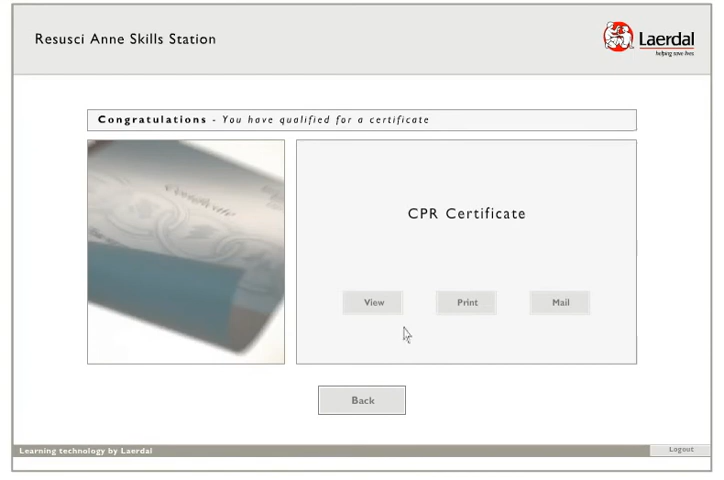 Resusci Anne Skills Station
Laerdal
helping save lives
Congratulations - You have qualified for a certificate
Certificate
CPR Certificate
View Print Mail
Back
Learning technology by Laerdal
Logout